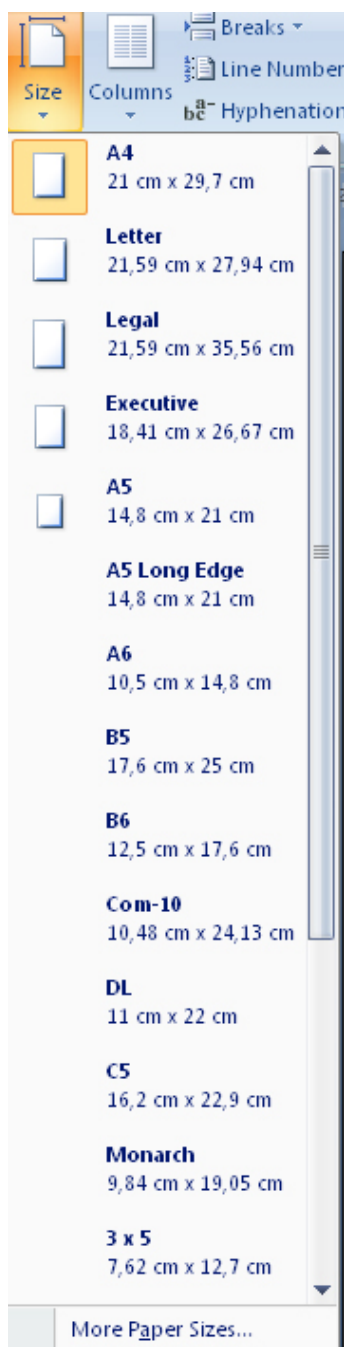 Breaks
Line Number
Size
Columns
bc a- Hyphenation
A4
21 cm x 29,7 cm
Letter
21,59 cm x 27,94 cm
Legal
21,59 cm x 35,56 cm
Executive
18,41 cm x 26,67 cm
A5
14,8 cm x 21 cm
A5 Long Edge
14,8 cm x 21 cm
A6
10,5 cm x 14,8 cm
B5
17,6 cm x 25 cm
B6
12,5 cm x 17,6 cm
Com-10
10,48 cm x 24,13 cm
DL
11 cm x 22 cm
C5
16,2 cm x 22,9 cm
Monarch
9,84 cm x 19,05 cm
3 x 5
7,62 cm x 12,7 cm
More Paper Sizes...